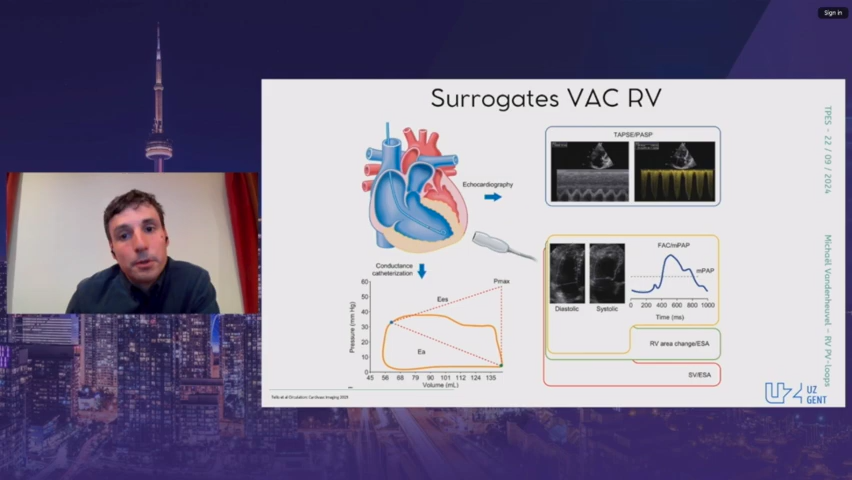 Sign in
Surrogates VAC RV
TPES - 22 / 09 / 2024
Michaël Vandenheuvel - RV PV-loops
Echocardiography
TAPSE/PASP
Conductance
catheterization
Pmax
Ees
Ea
Pressure (mm Hg)
60
50
40
30
20
10
0
45 56 68 79 90 101 112 124 135
Volume (mL)
FAC/mPAP
mPAP
Diastolic
Systolic
0 200 400 600 800 1000
Time (ms)
RV area change/ESA
SV/ESA
UZ
GENT